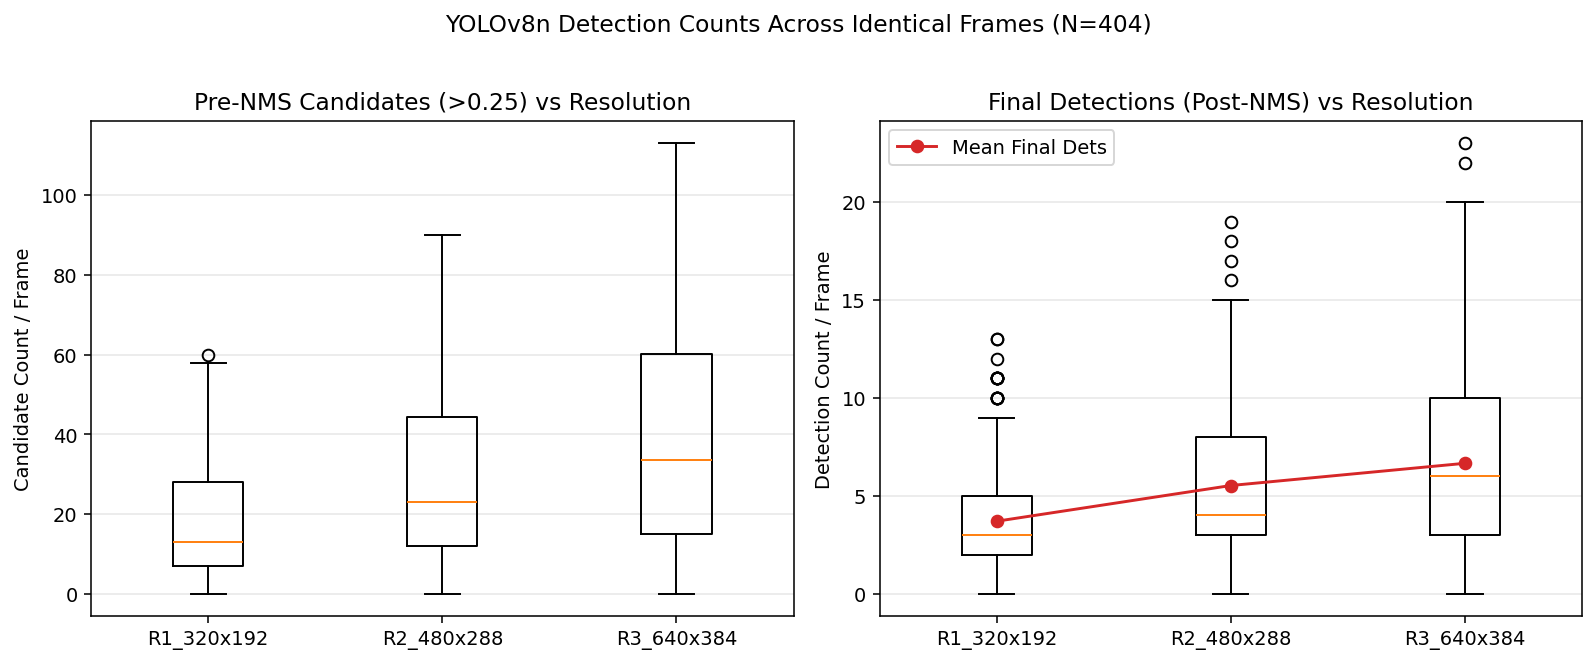 YOLOv8n Detection Counts Across Identical Frames (N=404)
Pre-NMS Candidates (>0.25) vs Resolution
Candidate Count / Frame
100
80
60
40
20
0
R1_320x192
R2_480x288
R3_640x384
Final Detections (Post-NMS) vs Resolution
Mean Final Dets
Detection Count / Frame
20
15
10
5
0
R1_320x192
R2_480x288
R3_640x384